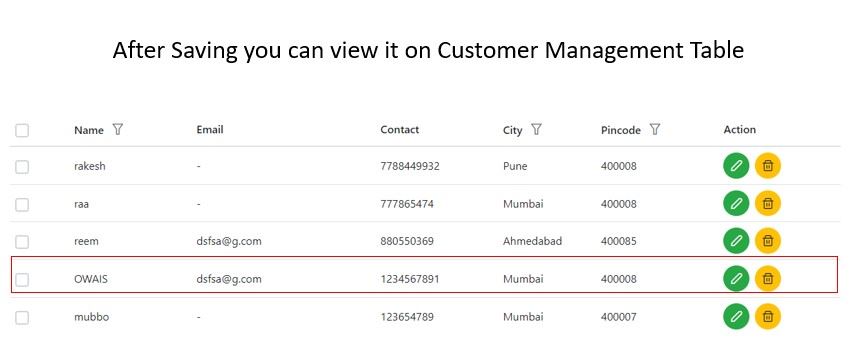 After Saving you can view it on Customer Management Table
Name Email Contact City Pincode Action
rakesh - 7788449932 Pune 400008
raa - 777865474 Mumbai 400008
reem dsfsa@g.com 880550369 Ahmedabad 400085
OWAIS dsfsa@g.com 1234567891 Mumbai 400008
mubbo - 123654789 Mumbai 400007